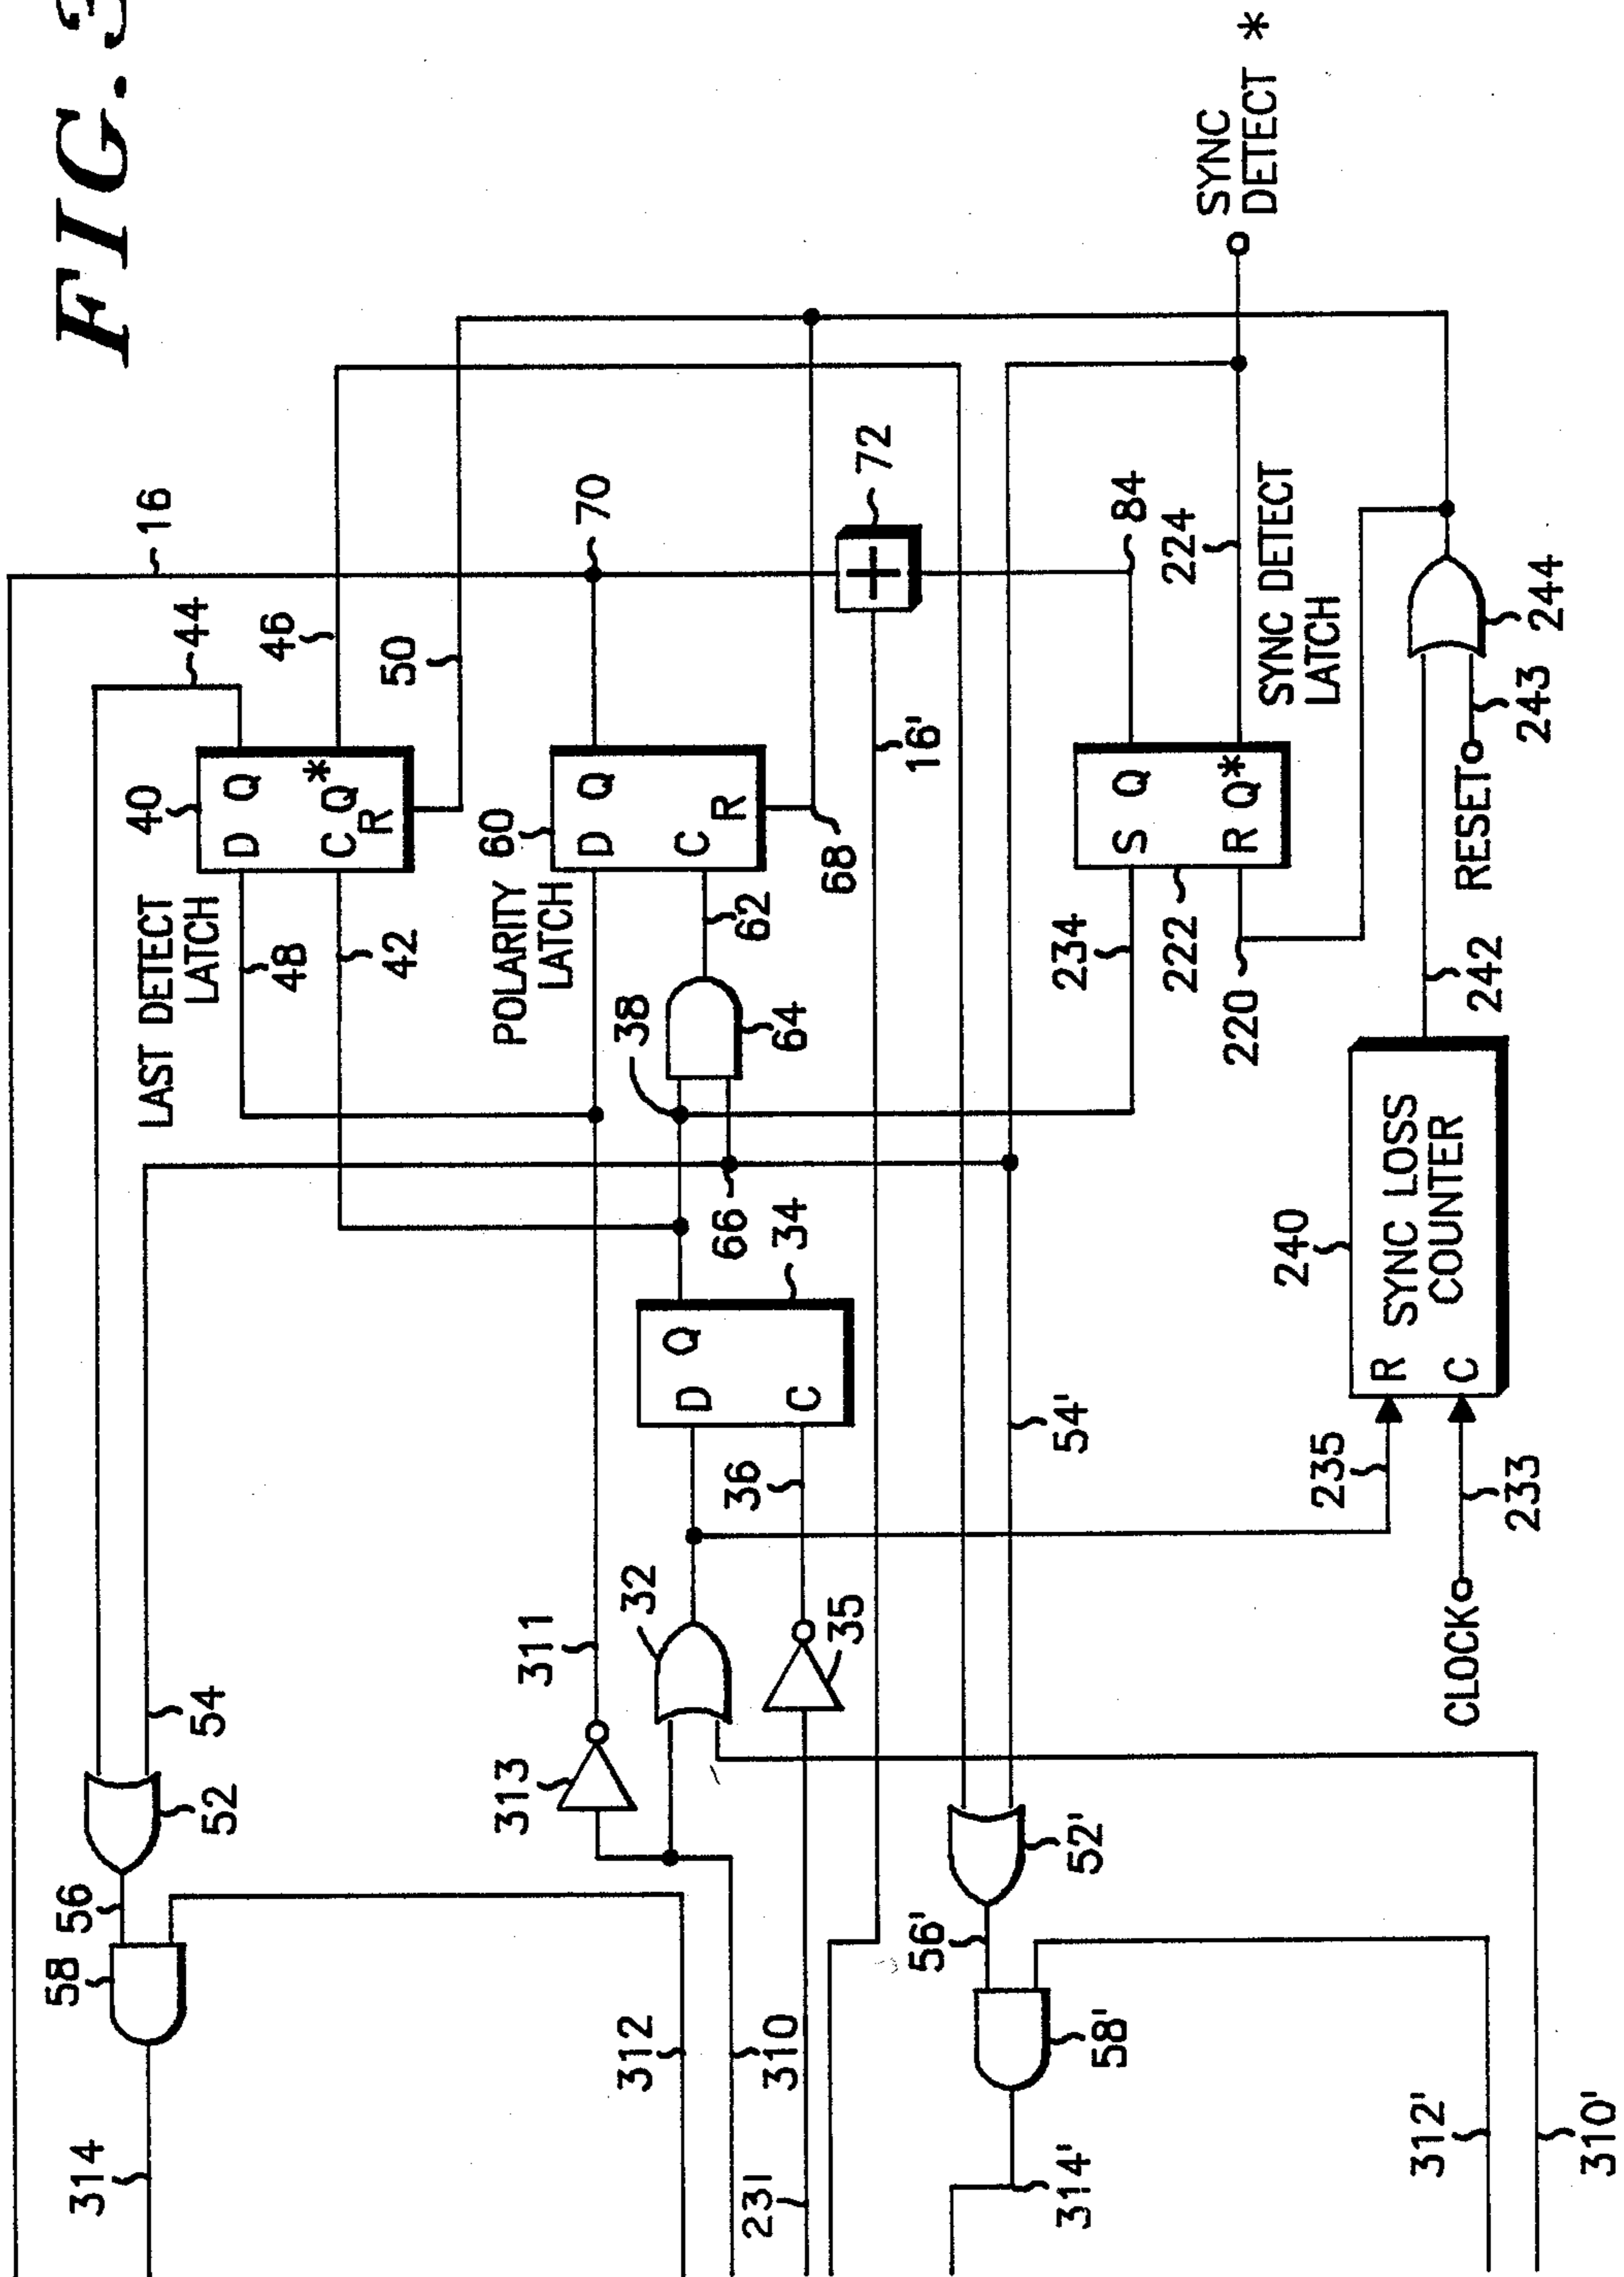 FIG. 3
16
44
46
50
40
D Q
C Q*
R
LAST DETECT
LATCH
48
42
70
60
D Q
C
R
POLARITY
LATCH
62
68
72
16'
38
64
66
34
D Q
C
36
84
224
SYNC DETECT
LATCH
SYNC
DETECT *
S Q
R Q*
234
222
220
244
243
RESET
242
240
R SYNC LOSS
C COUNTER
235
233
CLOCK
54
54'
52
52'
56
56'
58
58'
311
313
32
35
312
310
231
314
314'
312'
310'